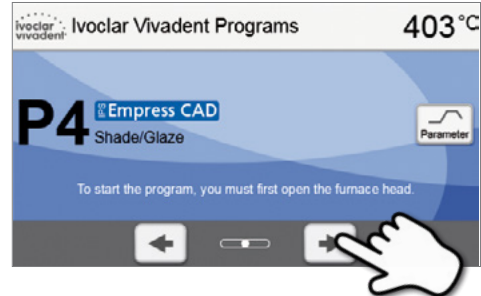 ivoclar vivadent Ivoclar Vivadent Programs 403°C
P4 IPS Empress CAD
Shade/Glaze
Parameter
To start the program, you must first open the furnace head.